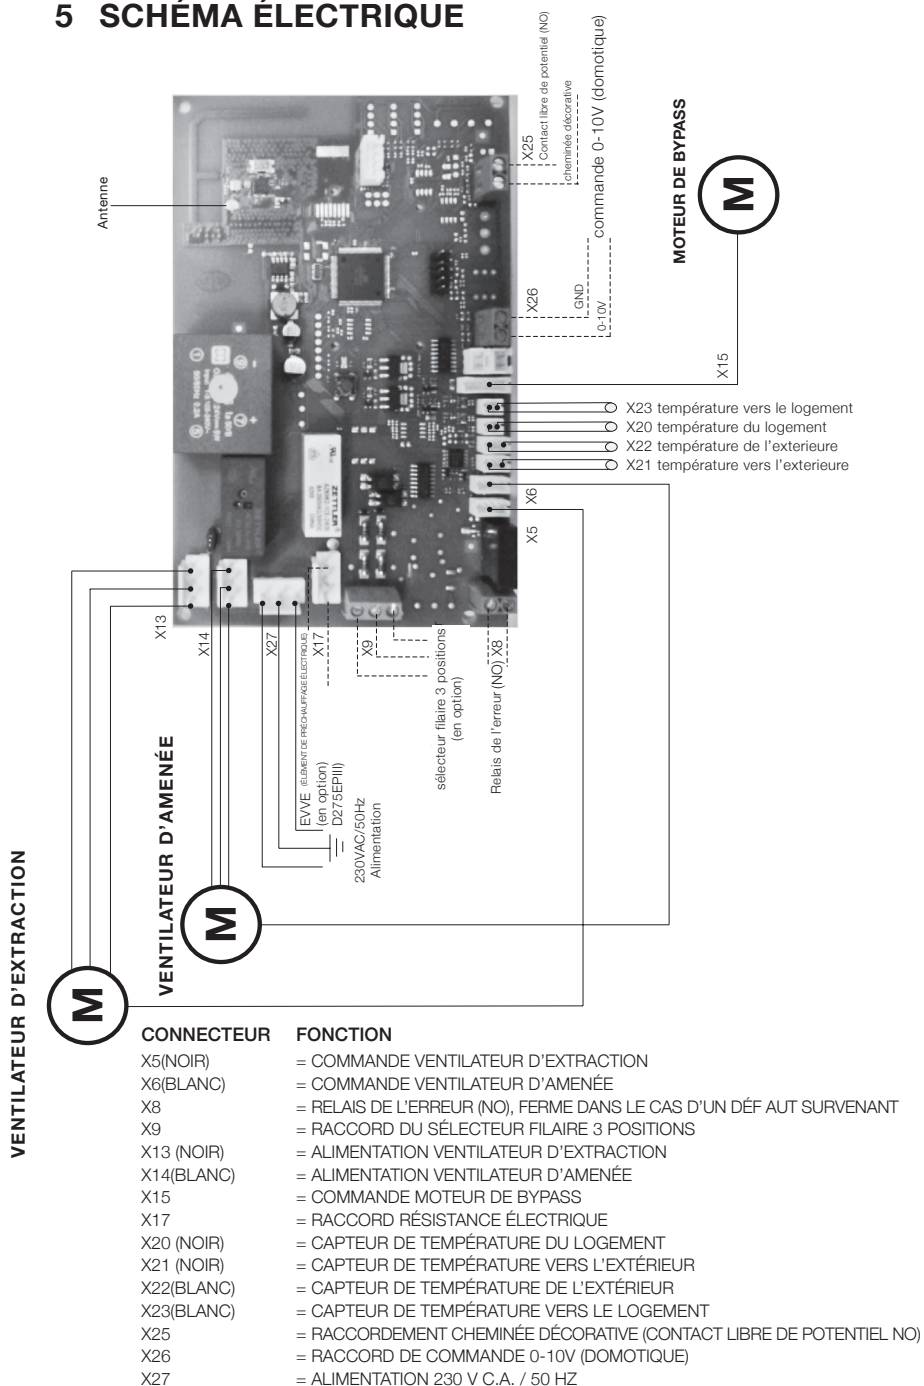 5 SCHÉMA ÉLECTRIQUE
X25
Contact libre de potentiel (NO)
cheminée décorative
commande 0-10V (domotique)
X26
GND
0-10V
MOTEUR DE BYPASS
M
X15
Antenne
ZETTLER
X23 température vers le logement
X20 température du logement
X22 température de l'exterieure
X21 température vers l'exterieure
X6
X5
X13
X14
X27
X17
X9
X8
EVVE (ÉLÉMENT DE PRÉCHAUFFAGE ÉLECTRIQUE)
(en option)
D275EPIII)
230VAC/50Hz
Alimentation
sélecteur filaire 3 positions
(en option)
Relais de l'erreur (NO)
VENTILATEUR D'AMENÉE
M
VENTILATEUR D'EXTRACTION
M
CONNECTEUR FONCTION
X5(NOIR) = COMMANDE VENTILATEUR D'EXTRACTION
X6(BLANC) = COMMANDE VENTILATEUR D'AMENÉE
X8 = RELAIS DE L'ERREUR (NO), FERME DANS LE CAS D'UN DÉF AUT SURVENANT
X9 = RACCORD DU SÉLECTEUR FILAIRE 3 POSITIONS
X13 (NOIR) = ALIMENTATION VENTILATEUR D'EXTRACTION
X14(BLANC) = ALIMENTATION VENTILATEUR D'AMENÉE
X15 = COMMANDE MOTEUR DE BYPASS
X17 = RACCORD RÉSISTANCE ÉLECTRIQUE
X20 (NOIR) = CAPTEUR DE TEMPÉRATURE DU LOGEMENT
X21 (NOIR) = CAPTEUR DE TEMPÉRATURE VERS L'EXTÉRIEUR
X22(BLANC) = CAPTEUR DE TEMPÉRATURE DE L'EXTÉRIEUR
X23(BLANC) = CAPTEUR DE TEMPÉRATURE VERS LE LOGEMENT
X25 = RACCORDEMENT CHEMINÉE DÉCORATIVE (CONTACT LIBRE DE POTENTIEL NO)
X26 = RACCORD DE COMMANDE 0-10V (DOMOTIQUE)
X27 = ALIMENTATION 230 V C.A. / 50 HZ